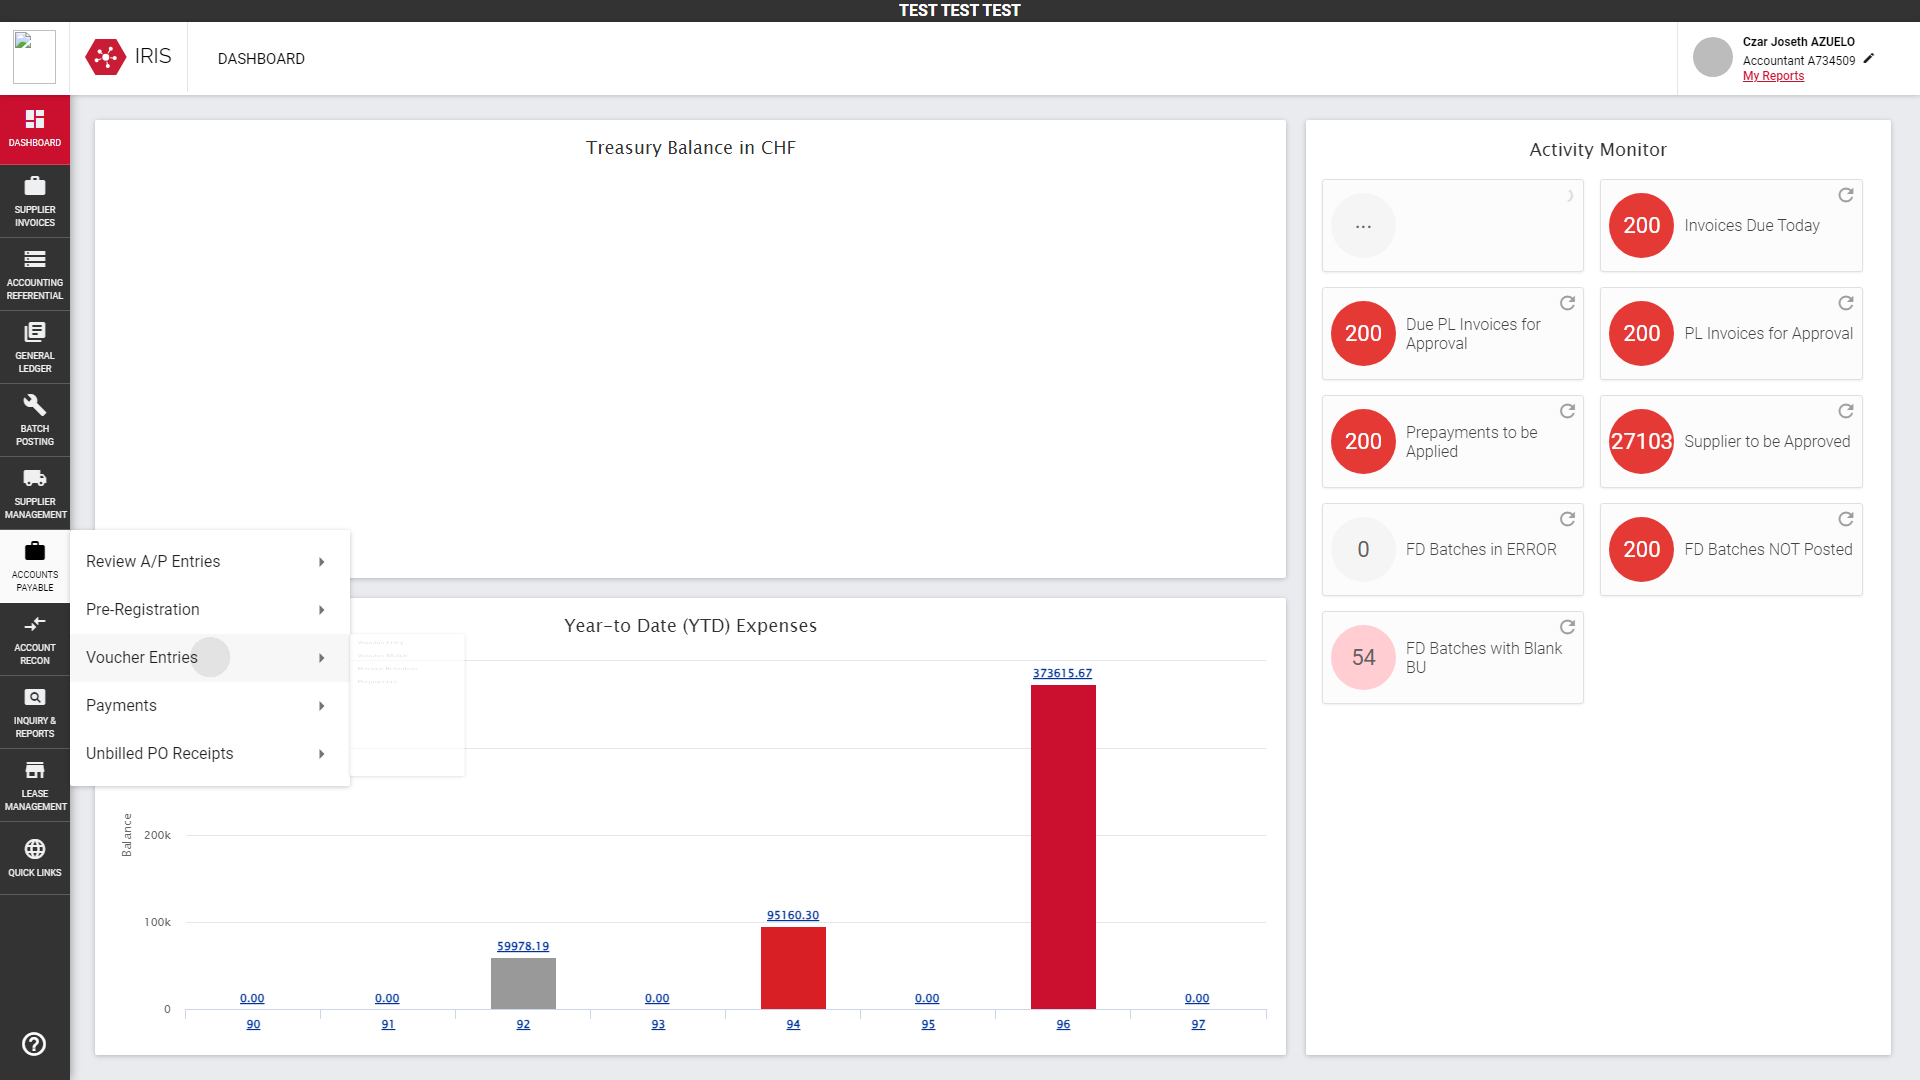 TEST TEST TEST
IRIS
DASHBOARD
Czar Joseth AZUELO
Accountant A734509
My Reports
DASHBOARD
SUPPLIER
INVOICES
ACCOUNTING
REFERENTIAL
GENERAL
LEDGER
BATCH
POSTING
SUPPLIER
MANAGEMENT
ACCOUNTS
PAYABLE
ACCOUNT
RECON
INQUIRY &
REPORTS
LEASE
MANAGEMENT
QUICK LINKS
Review A/P Entries
Pre-Registration
Voucher Entries
Payments
Unbilled PO Receipts
Treasury Balance in CHF
Year-to Date (YTD) Expenses
Balance
200k
100k
0
0.00
0.00
59978.19
0.00
95160.30
0.00
373615.67
0.00
90
91
92
93
94
95
96
97
Activity Monitor
...
200
Invoices Due Today
200
Due PL Invoices for
Approval
200
PL Invoices for Approval
200
Prepayments to be
Applied
27103
Supplier to be Approved
0
FD Batches in ERROR
200
FD Batches NOT Posted
54
FD Batches with Blank
BU